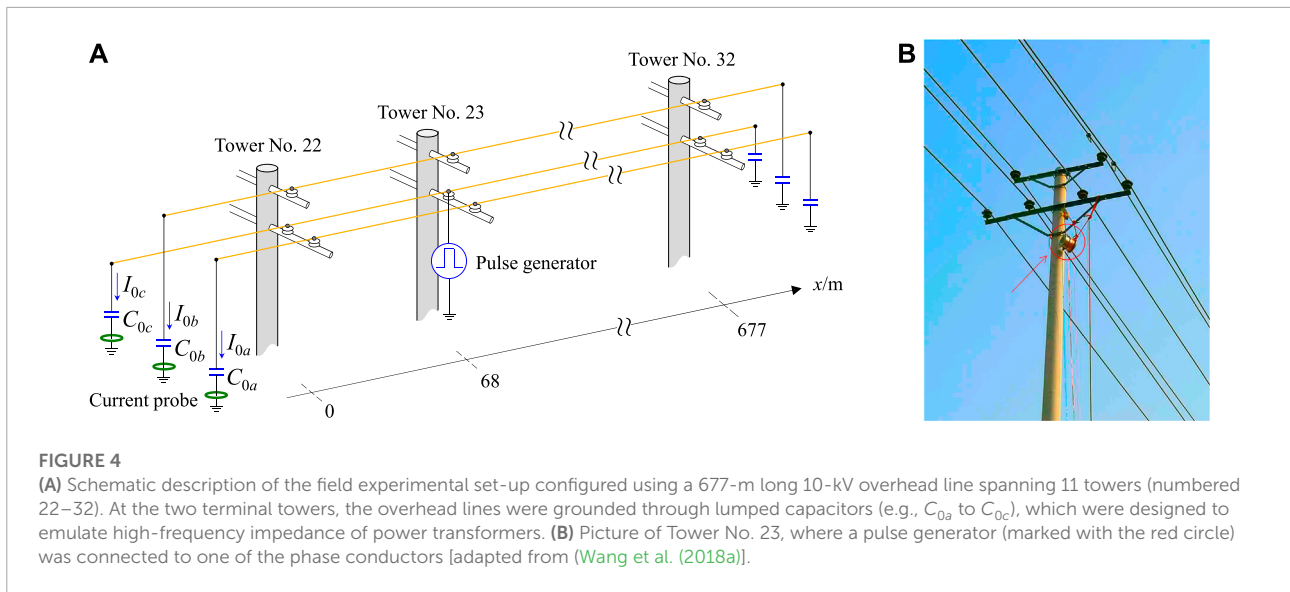 A
B
Tower No. 32
Tower No. 23
Tower No. 22
Pulse generator
x/m
I0c
C0c
I0b
C0b
I0a
C0a
677
68
0
Current probe
FIGURE 4
(A) Schematic description of the field experimental set-up configured using a 677-m long 10-kV overhead line spanning 11 towers (numbered
22–32). At the two terminal towers, the overhead lines were grounded through lumped capacitors (e.g., C0a to C0c), which were designed to
emulate high-frequency impedance of power transformers. (B) Picture of Tower No. 23, where a pulse generator (marked with the red circle)
was connected to one of the phase conductors [adapted from (Wang et al. (2018a)].